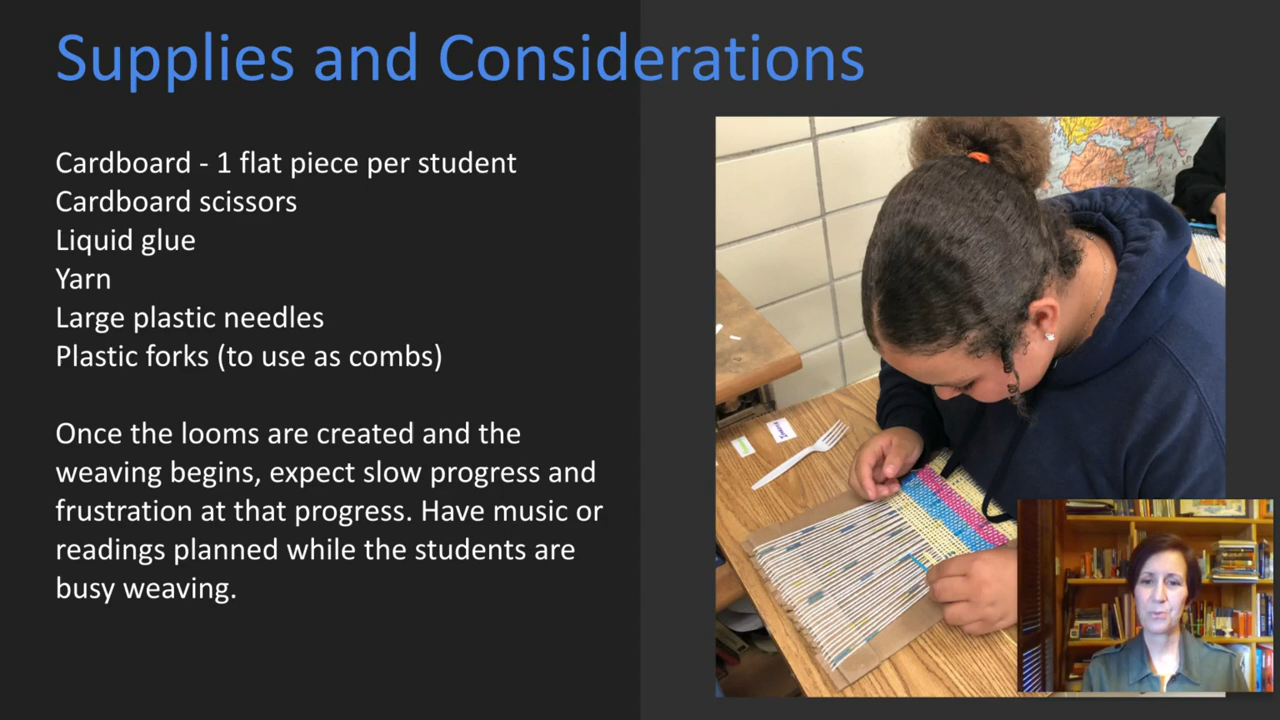 Supplies and Considerations
Cardboard - 1 flat piece per student
Cardboard scissors
Liquid glue
Yarn
Large plastic needles
Plastic forks (to use as combs)
Once the looms are created and the
weaving begins, expect slow progress and
frustration at that progress. Have music or
readings planned while the students are
busy weaving.